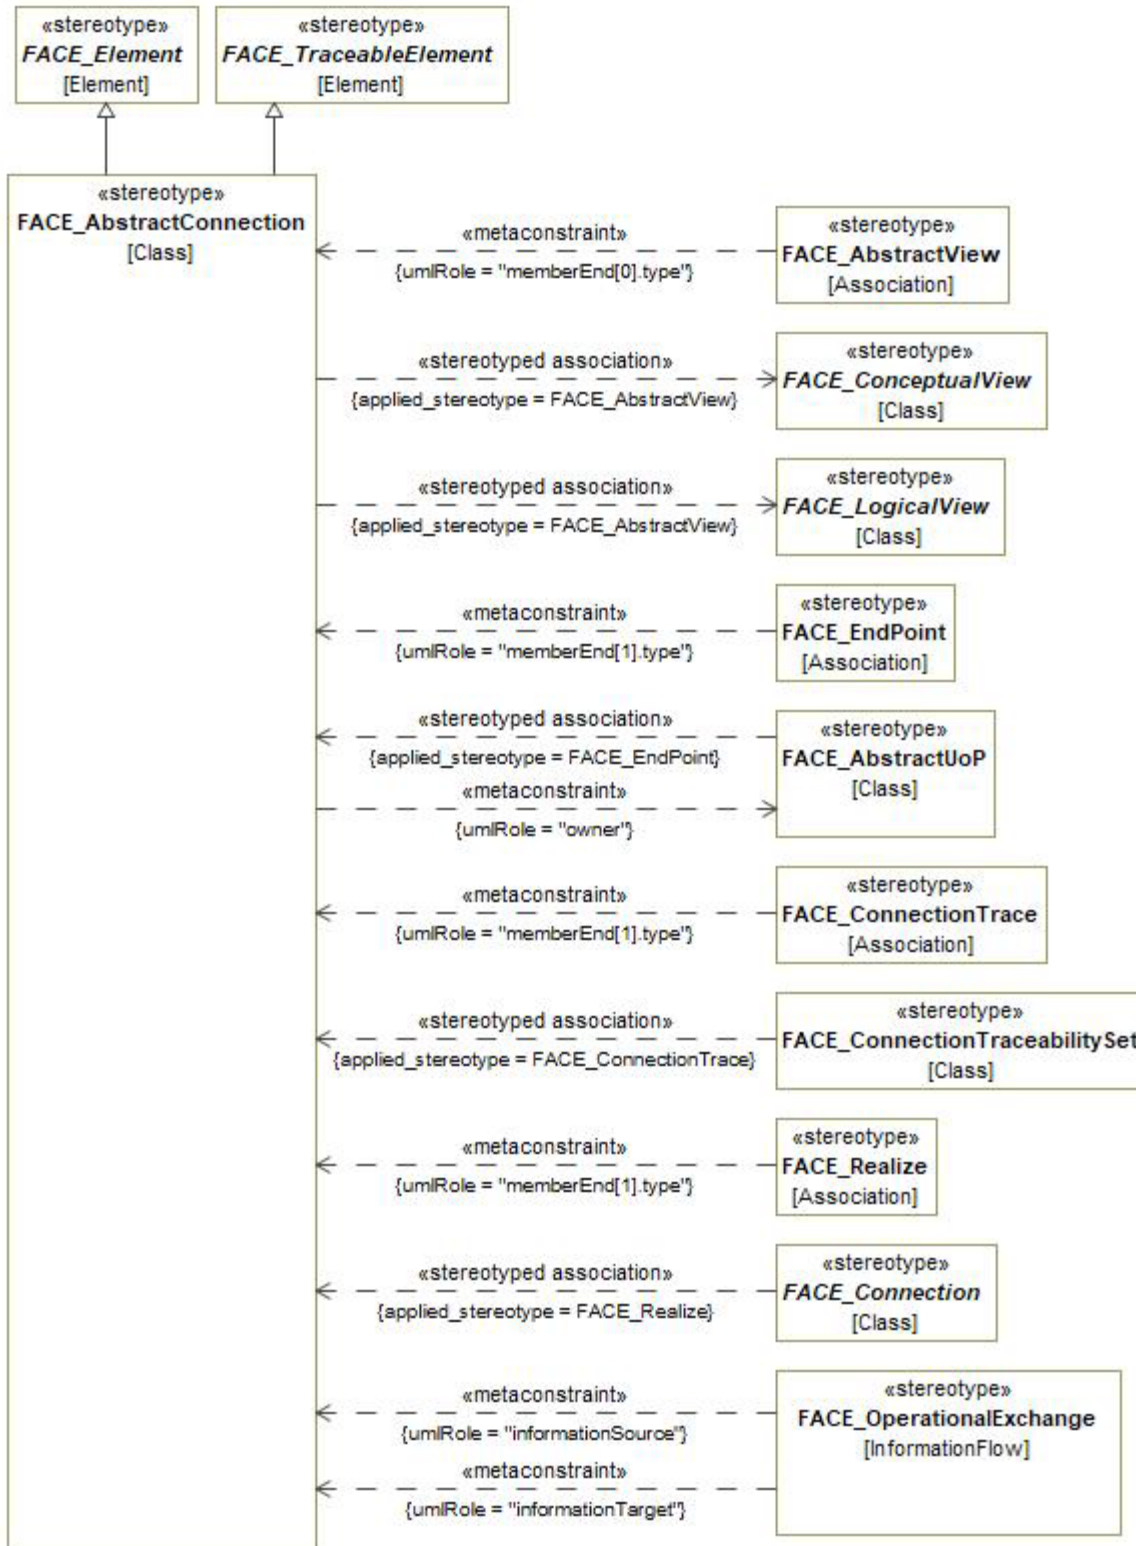 «stereotype»
FACE_Element
[Element]
«stereotype»
FACE_TraceableElement
[Element]
«stereotype»
FACE_AbstractConnection
[Class]
«metaconstraint»
{umlRole = "memberEnd[0].type"}
«stereotype»
FACE_AbstractView
[Association]
«stereotyped association»
{applied_stereotype = FACE_AbstractView}
«stereotype»
FACE_ConceptualView
[Class]
«stereotyped association»
{applied_stereotype = FACE_AbstractView}
«stereotype»
FACE_LogicalView
[Class]
«metaconstraint»
{umlRole = "memberEnd[1].type"}
«stereotype»
FACE_EndPoint
[Association]
«stereotyped association»
{applied_stereotype = FACE_EndPoint}
«metaconstraint»
{umlRole = "owner"}
«stereotype»
FACE_AbstractUoP
[Class]
«metaconstraint»
{umlRole = "memberEnd[1].type"}
«stereotype»
FACE_ConnectionTrace
[Association]
«stereotyped association»
{applied_stereotype = FACE_ConnectionTrace}
«stereotype»
FACE_ConnectionTraceabilitySet
[Class]
«metaconstraint»
{umlRole = "memberEnd[1].type"}
«stereotype»
FACE_Realize
[Association]
«stereotyped association»
{applied_stereotype = FACE_Realize}
«stereotype»
FACE_Connection
[Class]
«metaconstraint»
{umlRole = "informationSource"}
«metaconstraint»
{umlRole = "informationTarget"}
«stereotype»
FACE_OperationalExchange
[InformationFlow]